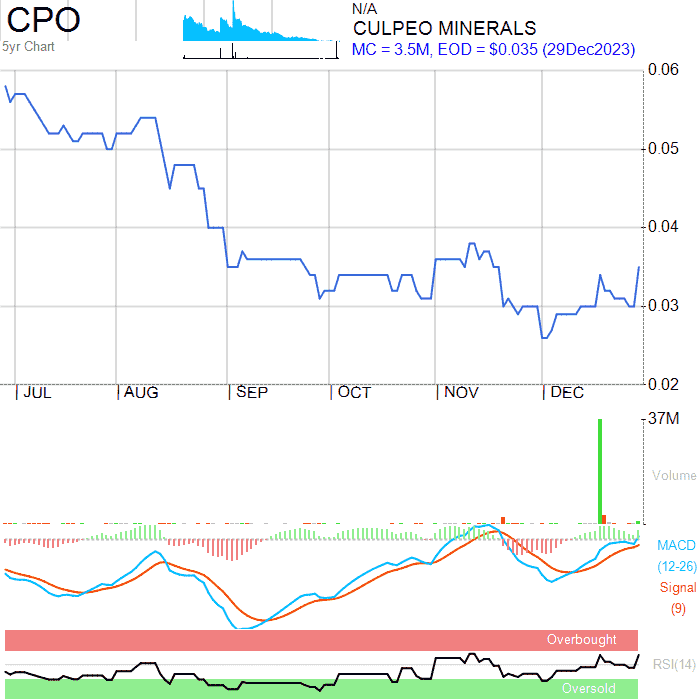 CPO
5yr Chart
N/A
CULPEO MINERALS
MC = 3.5M, EOD = $0.035 (29Dec2023)
0.06
0.05
0.04
0.03
0.02
JUL AUG SEP OCT NOV DEC
37M
Volume
MACD
(12-26)
Signal
(9)
Overbought
RSI(14)
Oversold